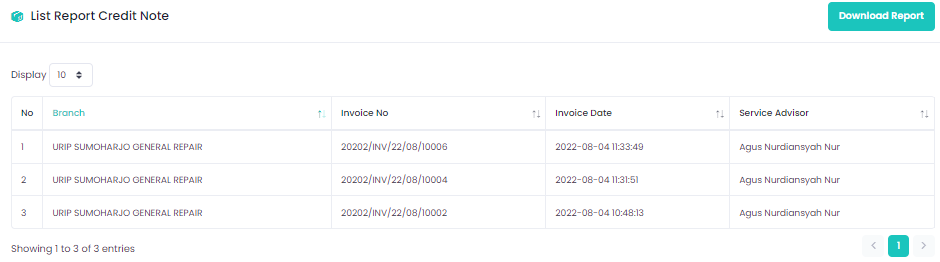 List Report Credit Note
Download Report
Display 10
No Branch Invoice No Invoice Date Service Advisor
1 URIP SUMOHARJO GENERAL REPAIR 20202/INV/22/08/10006 2022-08-04 11:33:49 Agus Nurdiansyah Nur
2 URIP SUMOHARJO GENERAL REPAIR 20202/INV/22/08/10004 2022-08-04 11:31:51 Agus Nurdiansyah Nur
3 URIP SUMOHARJO GENERAL REPAIR 20202/INV/22/08/10002 2022-08-04 10:48:13 Agus Nurdiansyah Nur
Showing 1 to 3 of 3 entries
1